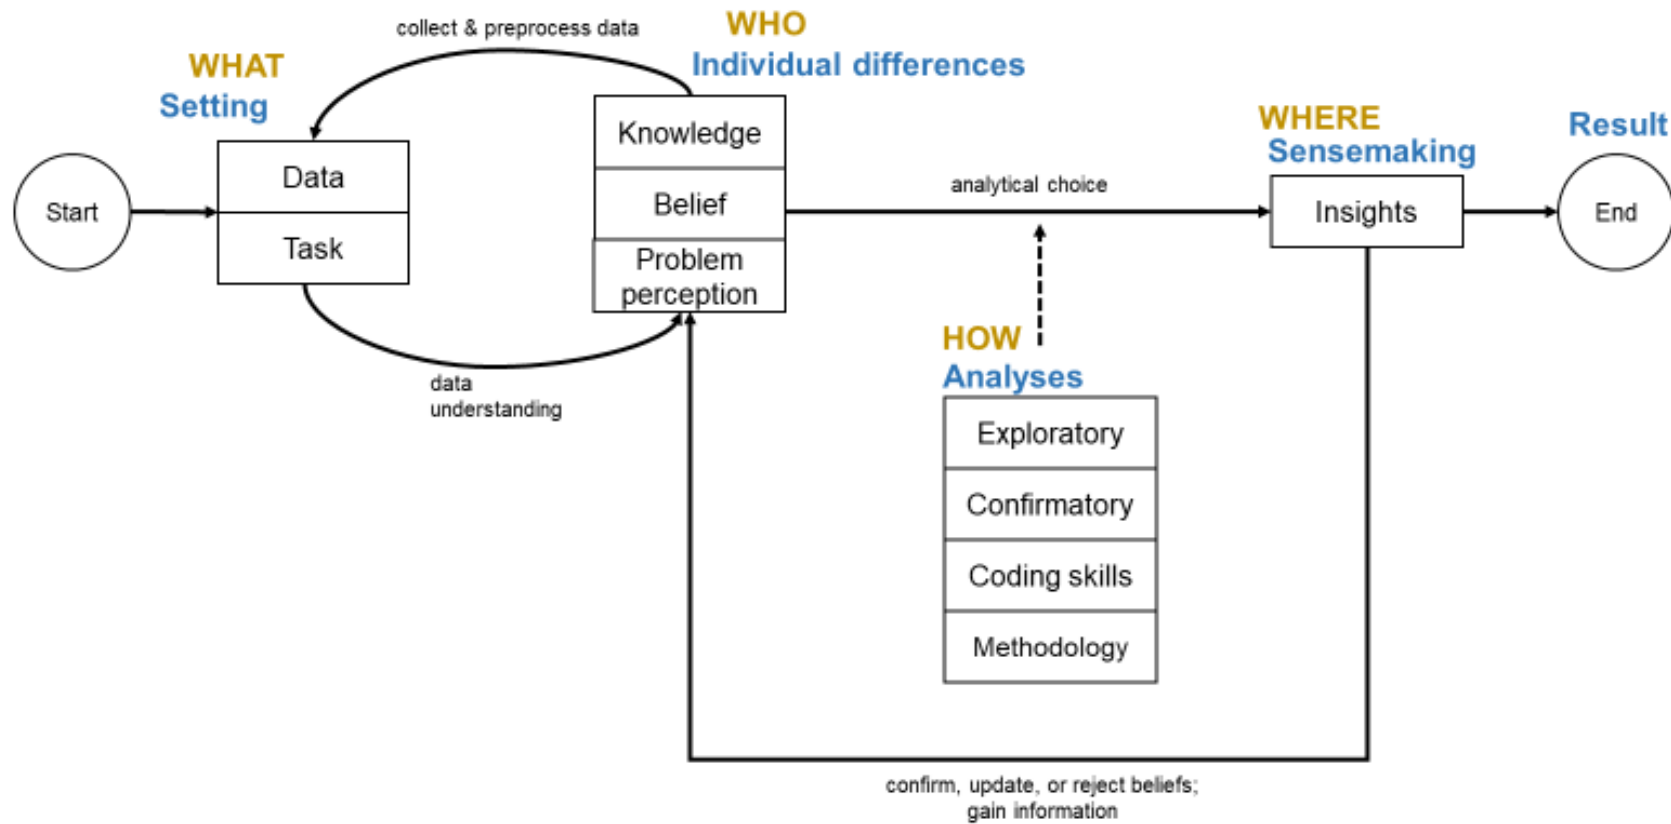 collect & preprocess data
WHO
Individual differences
WHAT
Setting
WHERE
Sensemaking
Result
Start
Data
Task
Knowledge
Belief
Problem
perception
analytical choice
Insights
End
data
understanding
HOW
Analyses
Exploratory
Confirmatory
Coding skills
Methodology
confirm, update, or reject beliefs;
gain information